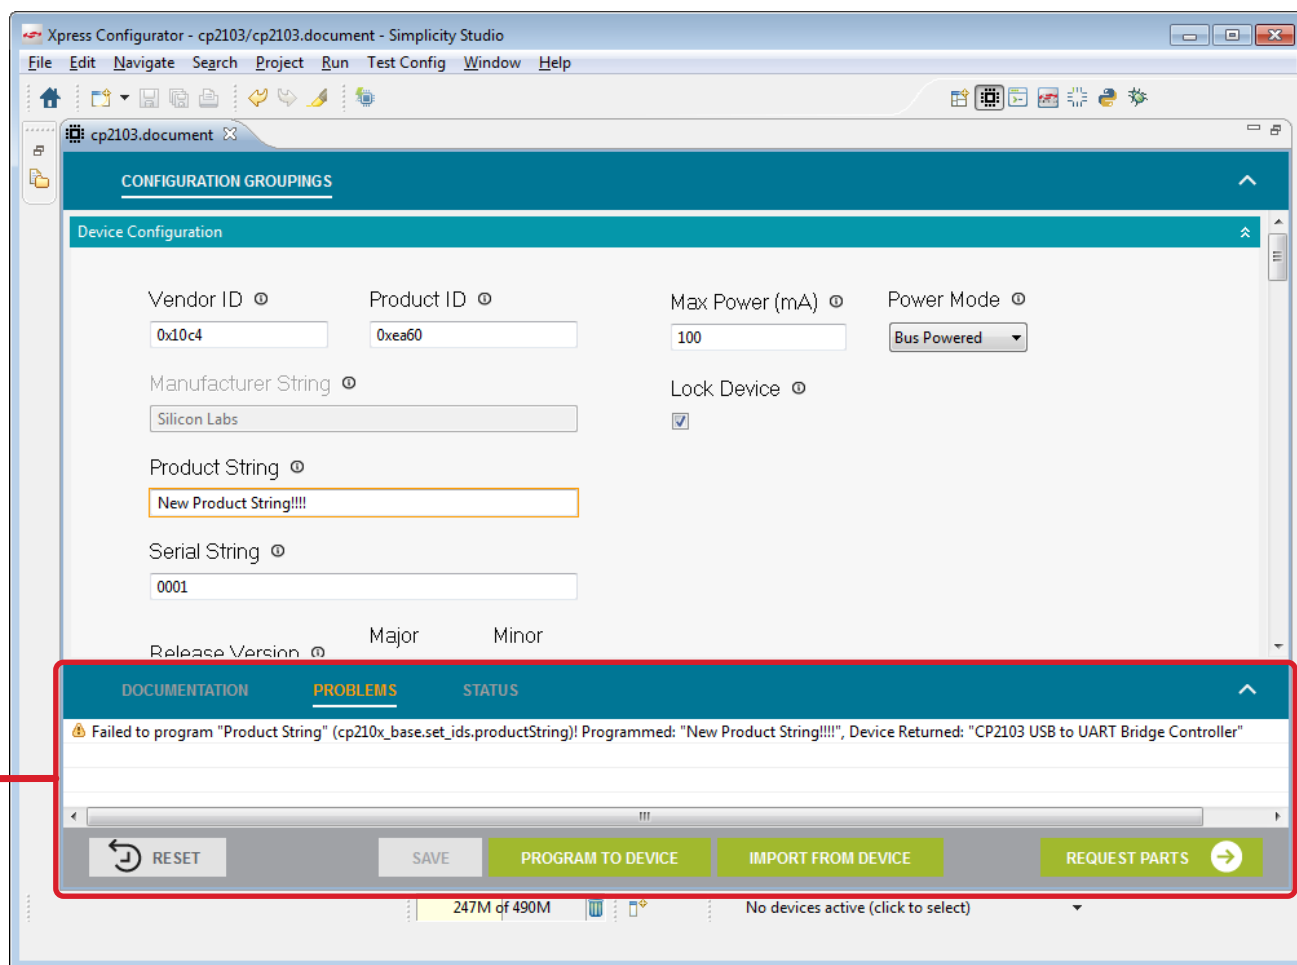 Xpress Configurator - cp2103/cp2103.document - Simplicity Studio
File Edit Navigate Search Project Run Test Config Window Help
cp2103.document
CONFIGURATION GROUPINGS
Device Configuration
Vendor ID Product ID Max Power (mA) Power Mode
0x10c4 0xea60 100 Bus Powered
Manufacturer String Lock Device
Silicon Labs
Product String
New Product String!!!!
Serial String
0001
Major Minor
Release Version
DOCUMENTATION PROBLEMS STATUS
Failed to program "Product String" (cp210x_base.set_ids.productString)! Programmed: "New Product String!!!!", Device Returned: "CP2103 USB to UART Bridge Controller"
RESET SAVE PROGRAM TO DEVICE IMPORT FROM DEVICE REQUEST PARTS
247M of 490M No devices active (click to select)